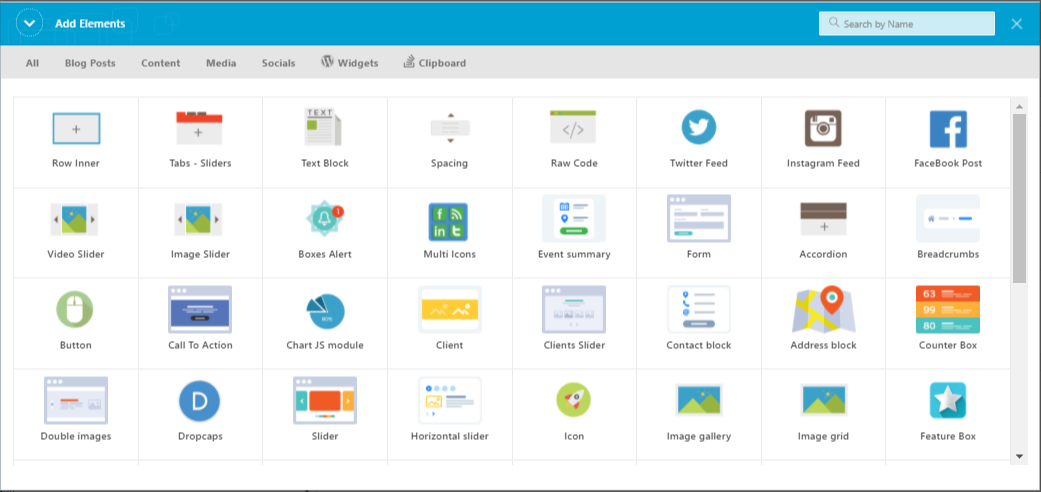 Add Elements
Search by Name
All Blog Posts Content Media Socials Widgets Clipboard
TEXT
Row Inner Tabs - Sliders Text Block Spacing Raw Code Twitter Feed Instagram Feed FaceBook Post
1
Video Slider Image Slider Boxes Alert Multi Icons Event summary Form Accordion Breadcrumbs
63
99
80
Button Call To Action Chart JS module Client Clients Slider Contact block Address block Counter Box
D
Double images Dropcaps Slider Horizontal slider Icon Image gallery Image grid Feature Box